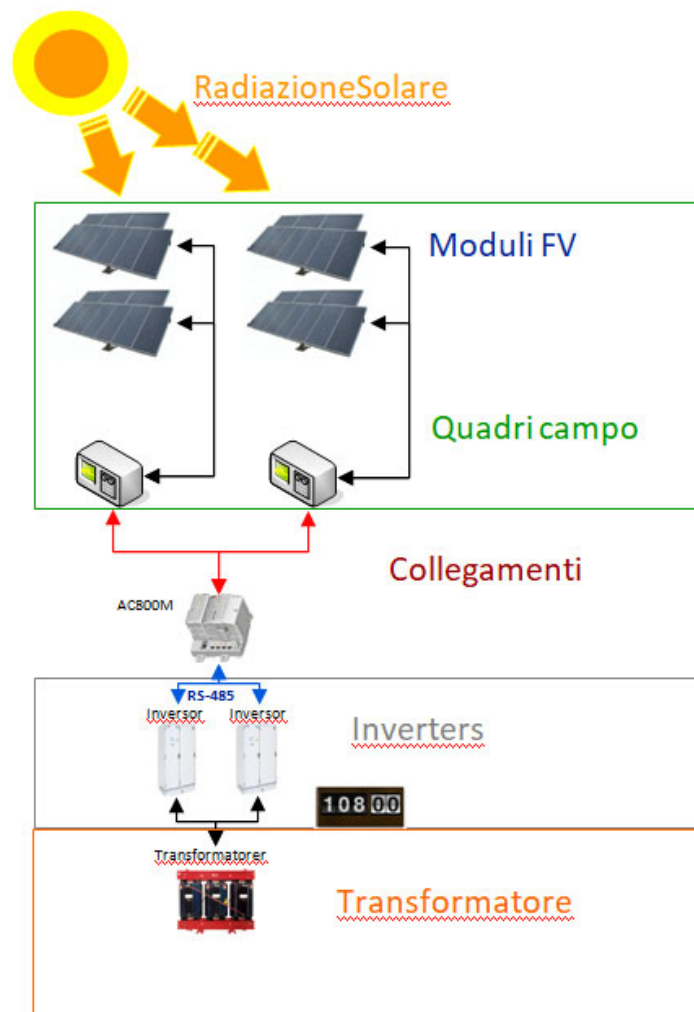 RadiazioneSolare
Moduli FV
Quadri campo
Collegamenti
AC800M
RS-485
Inversor Inversor
Inverters
10800
Transformatorer
Transformatore